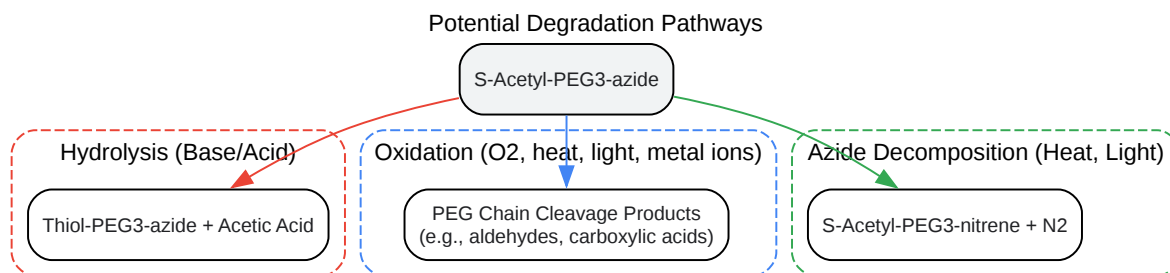 Potential Degradation Pathways
S-Acetyl-PEG3-azide
Hydrolysis (Base/Acid)
Oxidation (O2, heat, light, metal ions)
Azide Decomposition (Heat, Light)
Thiol-PEG3-azide + Acetic Acid
PEG Chain Cleavage Products
(e.g., aldehydes, carboxylic acids)
S-Acetyl-PEG3-nitrene + N2